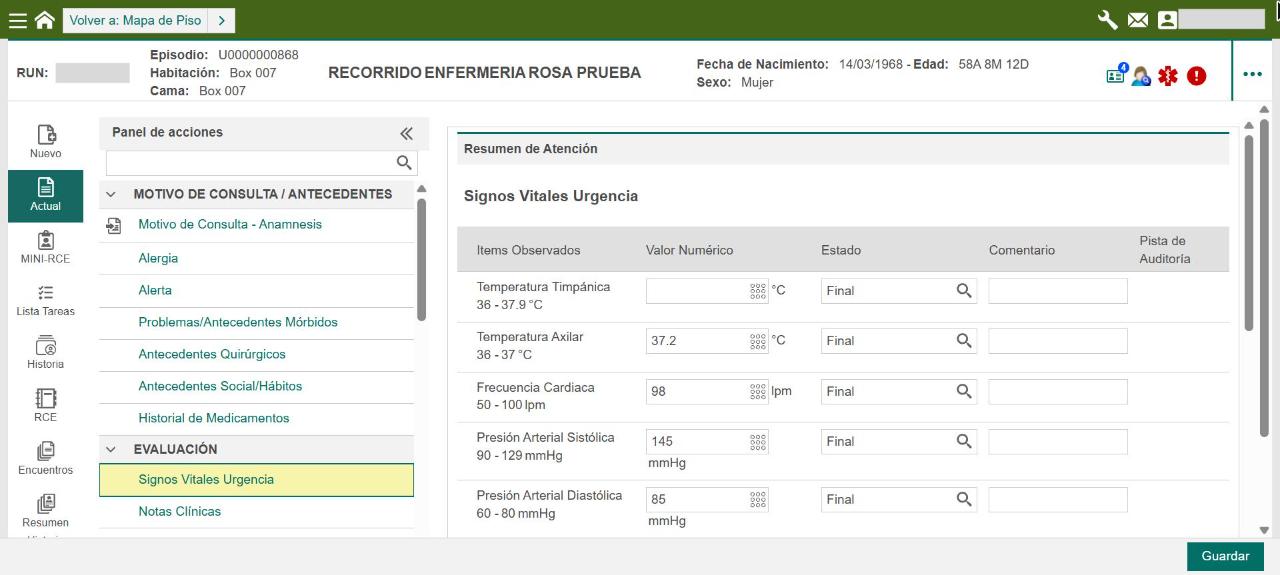 Volver a: Mapa de Piso
RUN:
Episodio: U0000000868
Habitación: Box 007
Cama: Box 007
RECORRIDO ENFERMERIA ROSA PRUEBA
Fecha de Nacimiento: 14/03/1968 - Edad: 58A 8M 12D
Sexo: Mujer
4
Nuevo
Actual
MINI-RCE
Lista Tareas
Historia
RCE
Encuentros
Resumen
Panel de acciones
MOTIVO DE CONSULTA / ANTECEDENTES
Motivo de Consulta - Anamnesis
Alergia
Alerta
Problemas/Antecedentes Mórbidos
Antecedentes Quirúrgicos
Antecedentes Social/Hábitos
Historial de Medicamentos
EVALUACIÓN
Signos Vitales Urgencia
Notas Clínicas
Resumen de Atención
Signos Vitales Urgencia
Items Observados Valor Numérico Estado Comentario Pista de Auditoría
Temperatura Timpánica °C Final
36 - 37.9 °C
Temperatura Axilar 37.2 °C Final
36 - 37 °C
Frecuencia Cardiaca 98 lpm Final
50 - 100 lpm
Presión Arterial Sistólica 145 Final
90 - 129 mmHg mmHg
Presión Arterial Diastólica 85 Final
60 - 80 mmHg mmHg
Guardar